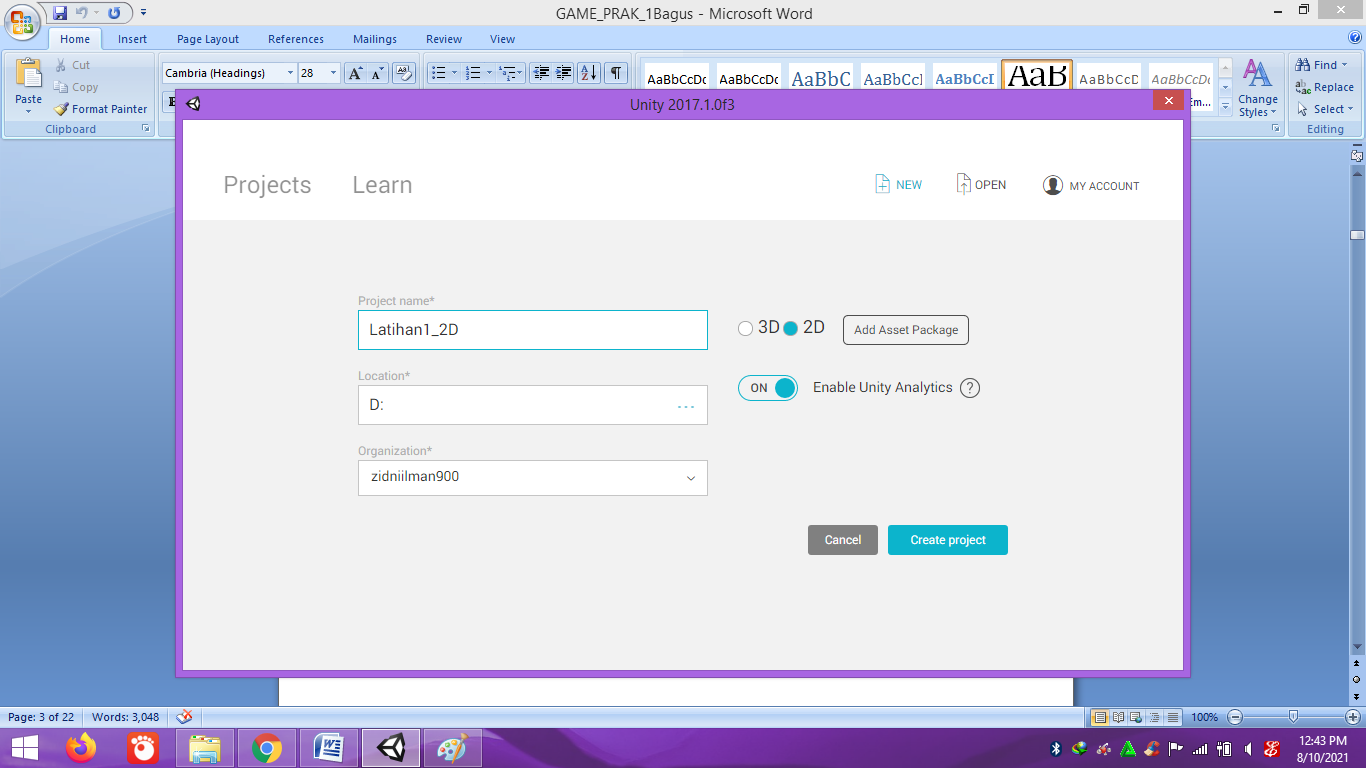 GAME_PRAK_1Bagus - Microsoft Word
Home Insert Page Layout References Mailings Review View
Paste
Cut
Copy
Format Painter
Clipboard
Cambria (Headings) 28
AaBbCcDc AaBbCcDc AaBbC AaBbCcI AaBbCcI AaB AaBbCcD AaBbCcD
Em...
Change Styles
Find
Replace
Select
Editing
Unity 2017.1.0f3
Projects Learn
NEW OPEN MY ACCOUNT
Project name*
Latihan1_2D
3D 2D Add Asset Package
Location*
D: ...
ON Enable Unity Analytics ?
Organization*
zidniilman900
Cancel Create project
Page: 3 of 22 Words: 3,048 100%
12:43 PM
8/10/2021